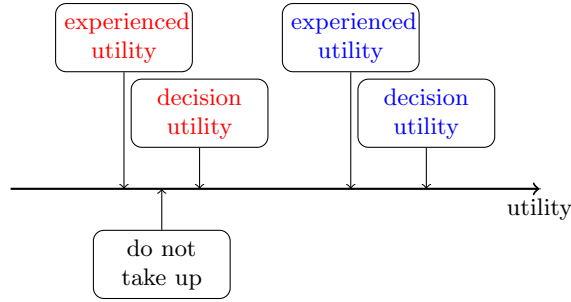 experienced
utility
experienced
utility
decision
utility
decision
utility
utility
do not
take up